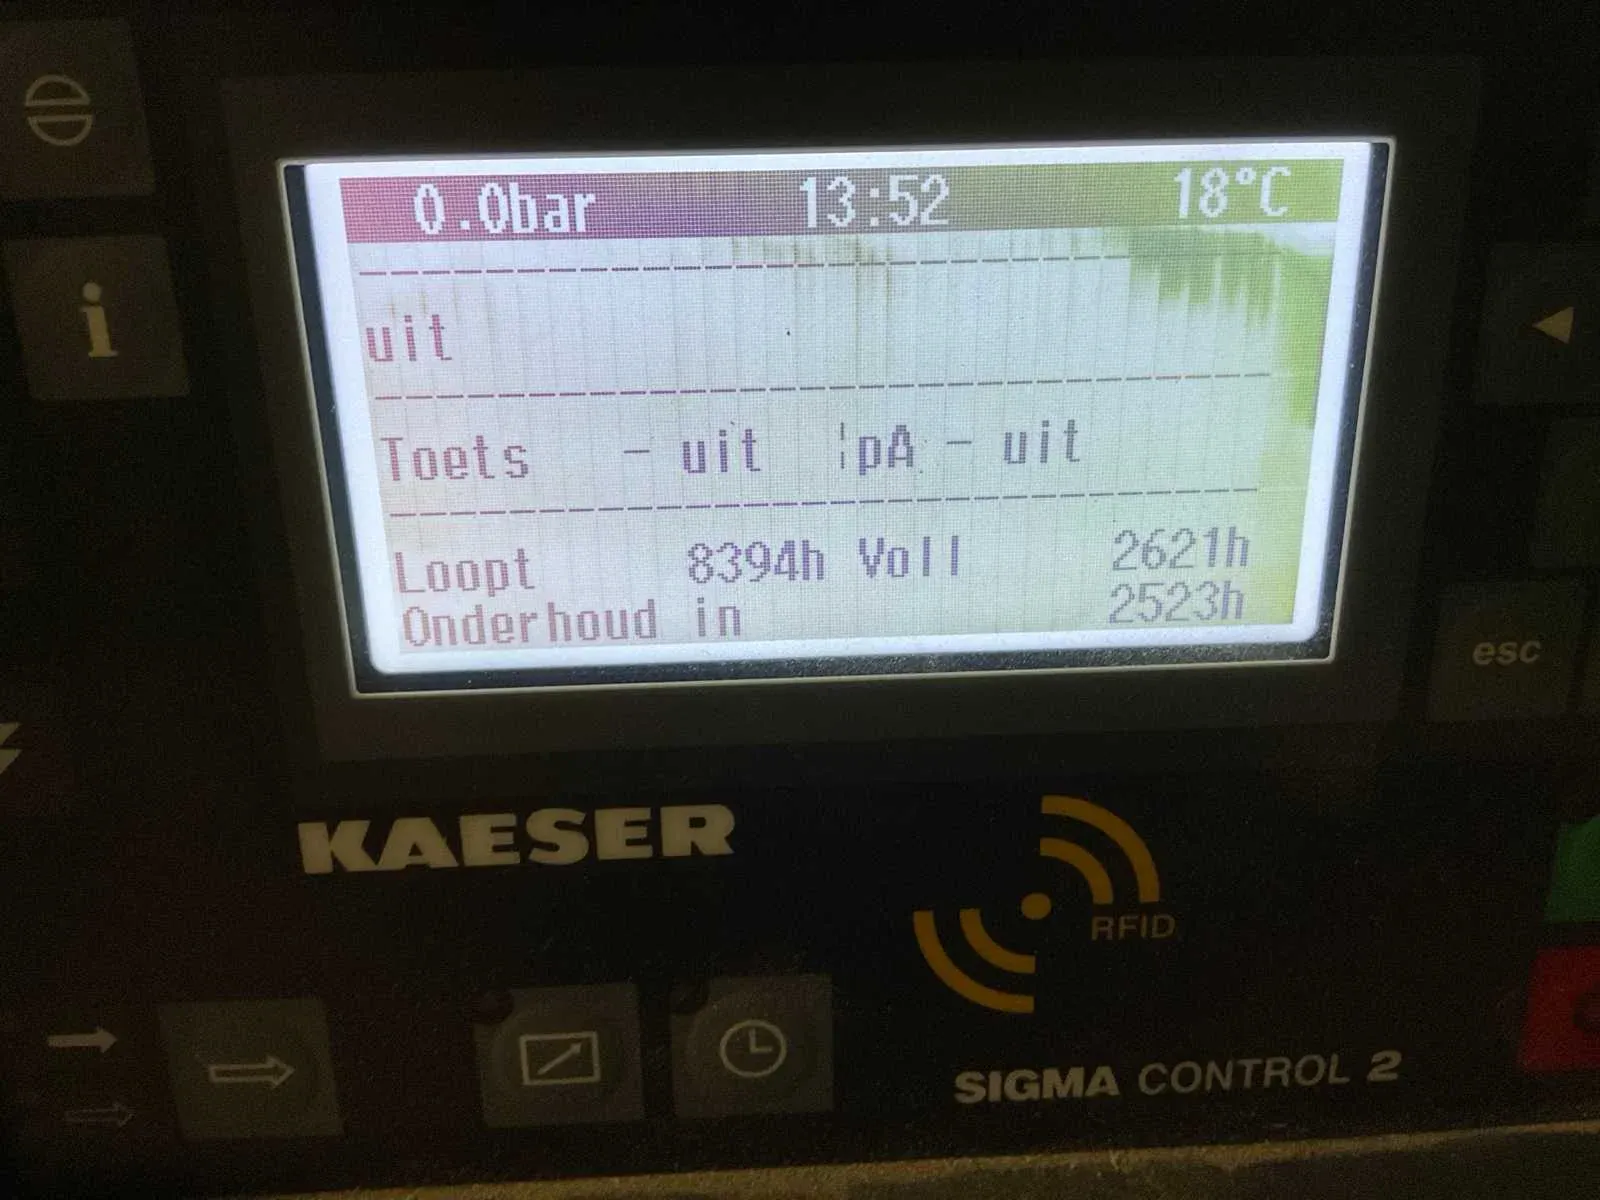 0.0bar 13:52 18°C
uit
Toets - uit ¦pA - uit
Loopt 8394h Voll 2621h
Onderhoud in 2523h
esc
KAESER
RFID
SIGMA CONTROL 2